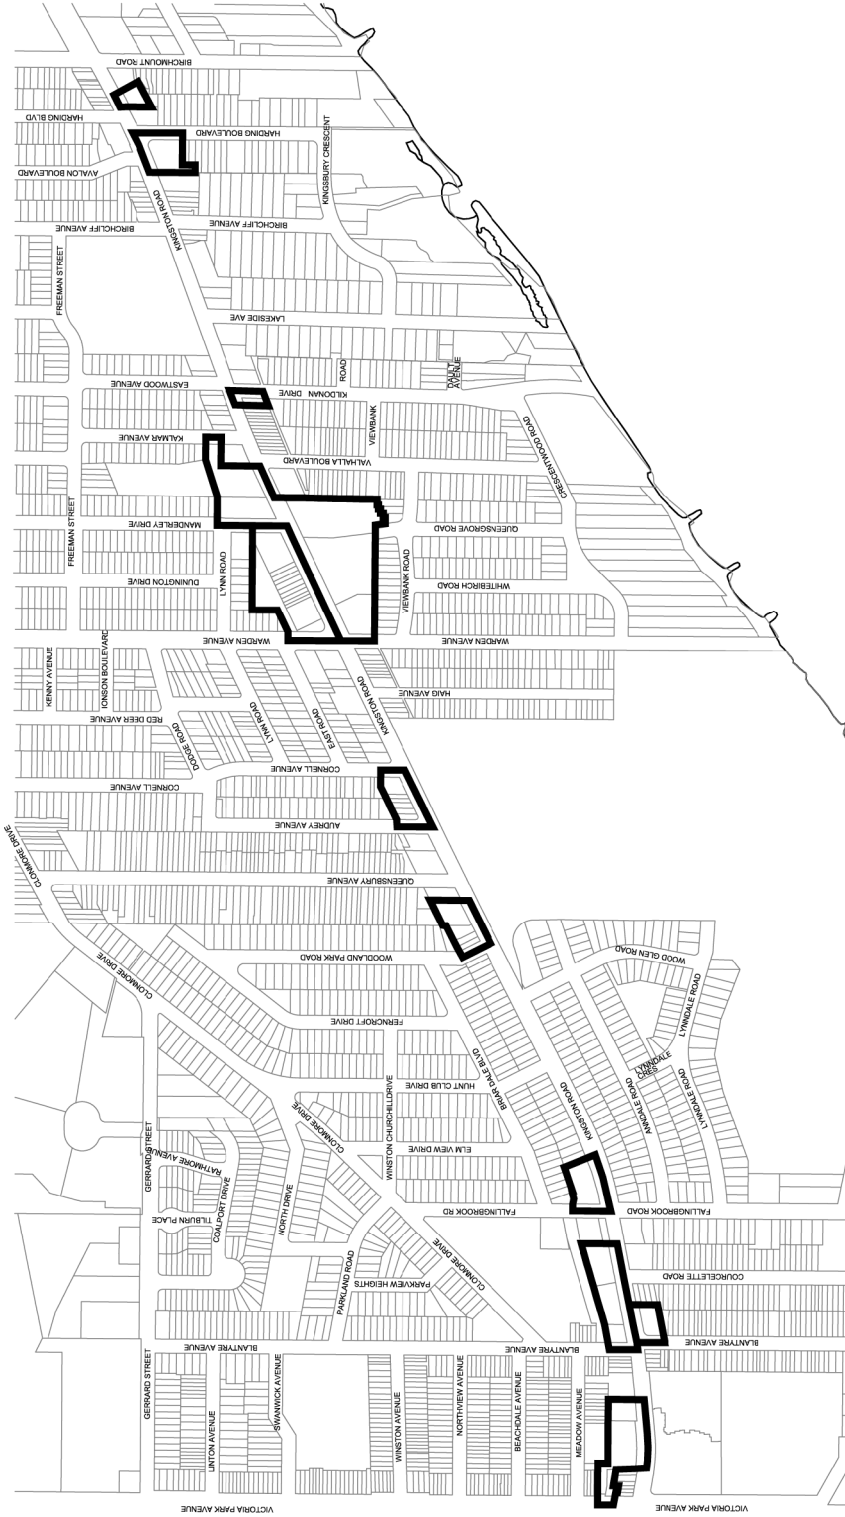 BIRCHMOUNT ROAD
HARDING BLVD
HARDING BOULEVARD
KINGSBURY CRESCENT
AVALON BOULEVARD
KINGSTON ROAD
BIRCHCLIFF AVENUE
BIRCHCLIFF AVENUE
FREEMAN STREET
LAKESIDE AVE
EASTWOOD AVENUE
KILDONAN DRIVE
ROAD
DAULT
AVENUE
VIEWBANK
KALMAR AVENUE
CRESCENTWOOD ROAD
VALHALLA BOULEVARD
FREEMAN STREET
MANDERLEY DRIVE
QUEENSGROVE ROAD
LYNN ROAD
DUNINGTON DRIVE
VIEWBANK ROAD
WHITEBIRCH ROAD
WARDEN AVENUE
WARDEN AVENUE
KENNY AVENUE
IONSON BOULEVARD
KINGSTON ROAD
HAIG AVENUE
RED DEER AVENUE
LYNN ROAD
EAST ROAD
DODGE ROAD
CORNELL AVENUE
CORNELL AVENUE
AUDREY AVENUE
CLONMORE DRIVE
QUEENSBURY AVENUE
WOODLAND PARK ROAD
WOOD GLEN ROAD
CLONMORE DRIVE
LYNNDALE ROAD
FERNCROFT DRIVE
BRIAR DALE BLVD
HUNT CLUB DRIVE
LYNNDALE
CRES
KINGSTON ROAD
ANNDALE ROAD
LYNNDALE ROAD
WINSTON CHURCHILLDRIVE
CLONMORE DRIVE
ELM VIEW DRIVE
GERRARD STREET
RATHMORE AVENUE
COALPORT DRIVE
NORTH DRIVE
TILBURN PLACE
FALLINGBROOK RD
FALLINGBROOK ROAD
CLONMORE DRIVE
PARKLAND ROAD
PARKVIEW HEIGHTS
COURCELETTE ROAD
BLANTYRE AVENUE
BLANTYRE AVENUE
BLANTYRE AVENUE
GERRARD STREET
SWANWICK AVENUE
LINTON AVENUE
WINSTON AVENUE
NORTHVIEW AVENUE
BEACHDALE AVENUE
MEADOW AVENUE
VICTORIA PARK AVENUE
VICTORIA PARK AVENUE